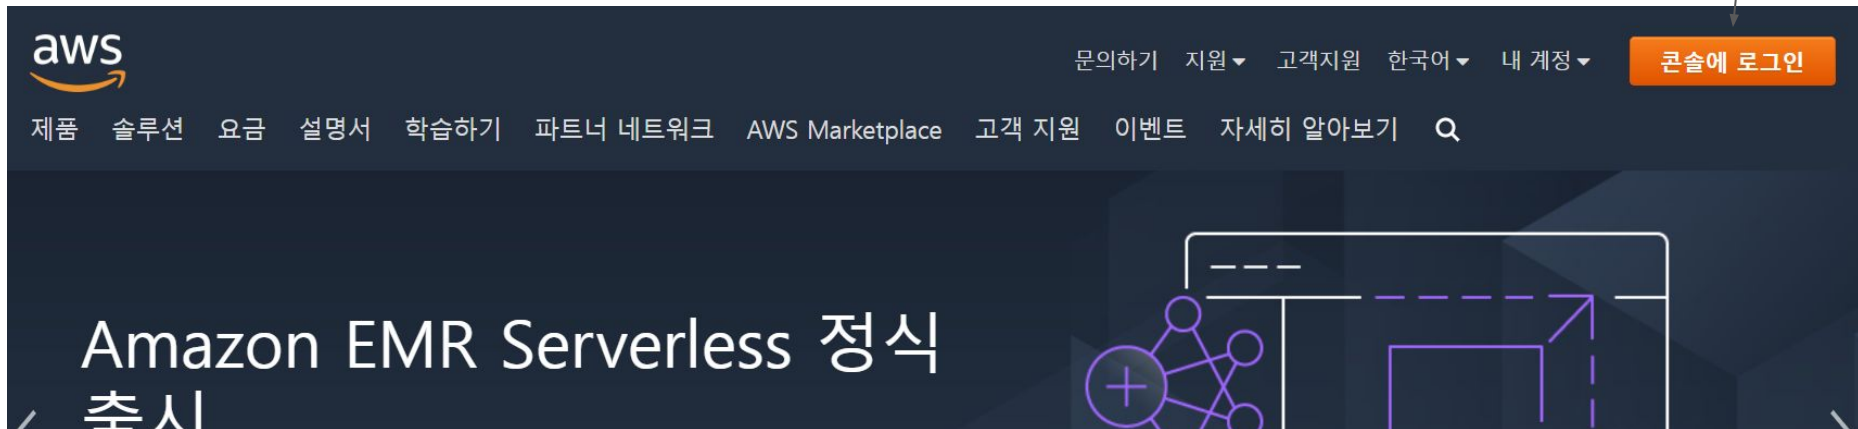 aws
문의하기 지원 고객지원 한국어 내 계정 콘솔에 로그인
제품 솔루션 요금 설명서 학습하기 파트너 네트워크 AWS Marketplace 고객 지원 이벤트 자세히 알아보기
Amazon EMR Serverless 정식
출시